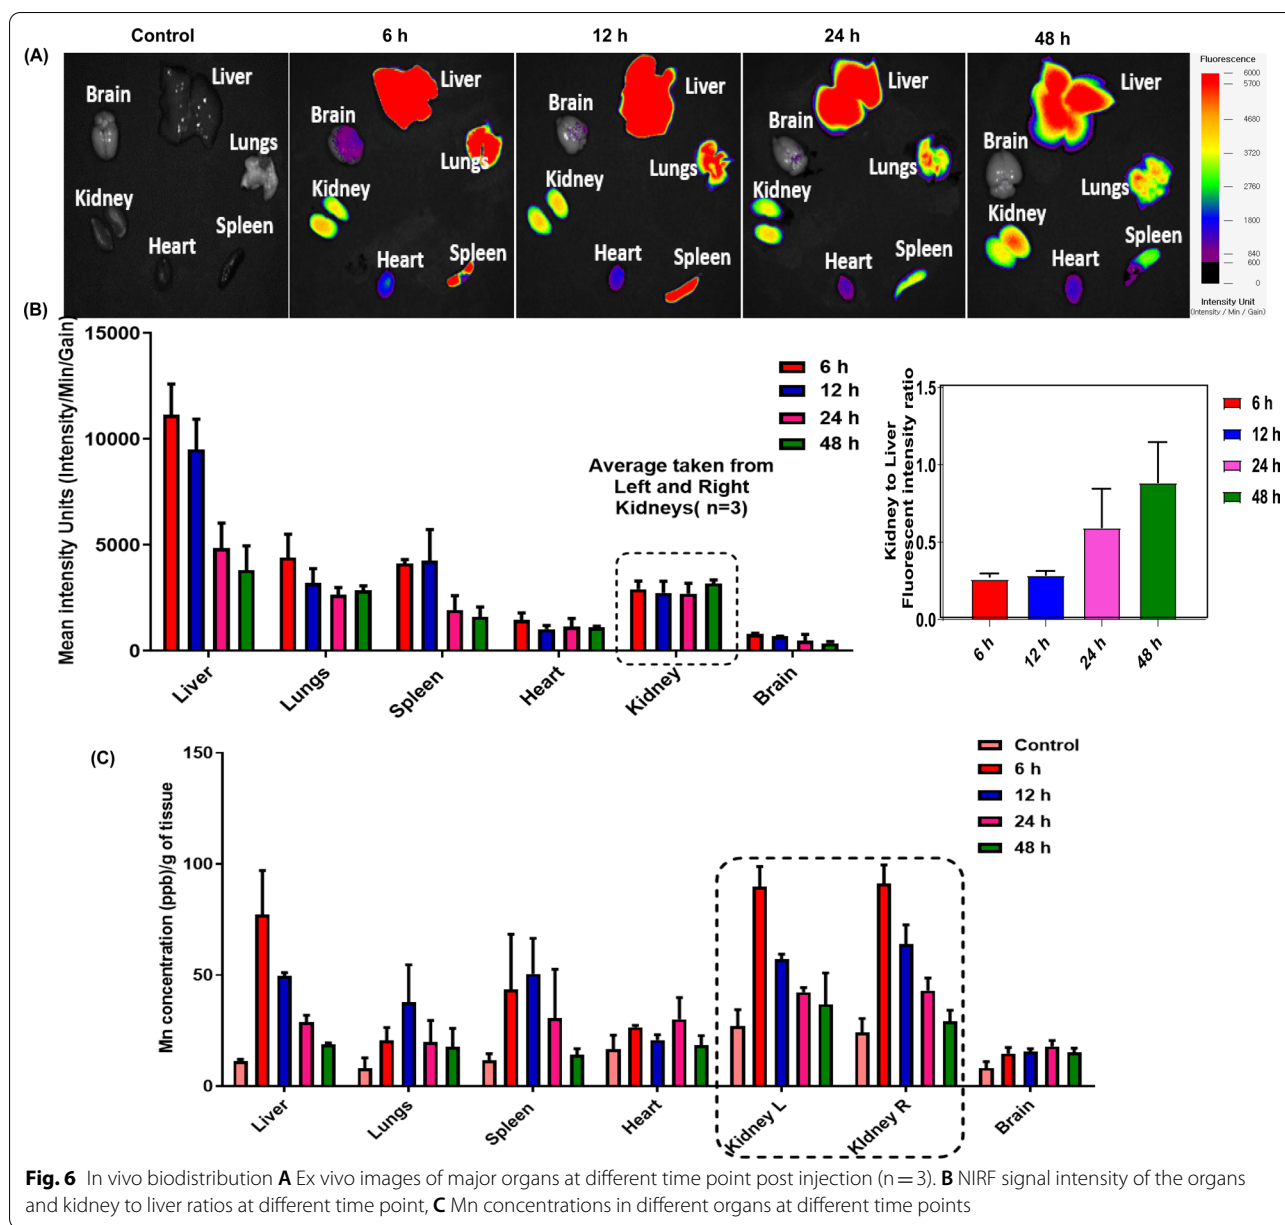 Control 6 h 12 h 24 h 48 h
(A)
Brain Liver Lungs Kidney Heart Spleen
Brain Liver Lungs Kidney Heart Spleen
Brain Liver Lungs Kidney Heart Spleen
Brain Liver Lungs Kidney Heart Spleen
Brain Liver Lungs Kidney Heart Spleen
Fluorescence
6000
5700
4680
3720
2760
1800
840
600
0
Intensity Unit
(Intensity / Min / Gain)
(B)
Mean intensity Units (Intensity/Min/Gain)
15000
10000
5000
0
6 h
12 h
24 h
48 h
Average taken from
Left and Right
Kidneys( n=3)
Liver Lungs Spleen Heart Kidney Brain
Kidney to Liver
Fluorescent intensity ratio
1.5
1.0
0.5
0.0
6 h 12 h 24 h 48 h
6 h
12 h
24 h
48 h
(C)
Mn concentration (ppb)/g of tissue
150
100
50
0
Control
6 h
12 h
24 h
48 h
Liver Lungs Spleen Heart Kidney L KIdney R Brain
Fig. 6 In vivo biodistribution A Ex vivo images of major organs at different time point post injection (n = 3). B NIRF signal intensity of the organs
and kidney to liver ratios at different time point, C Mn concentrations in different organs at different time points